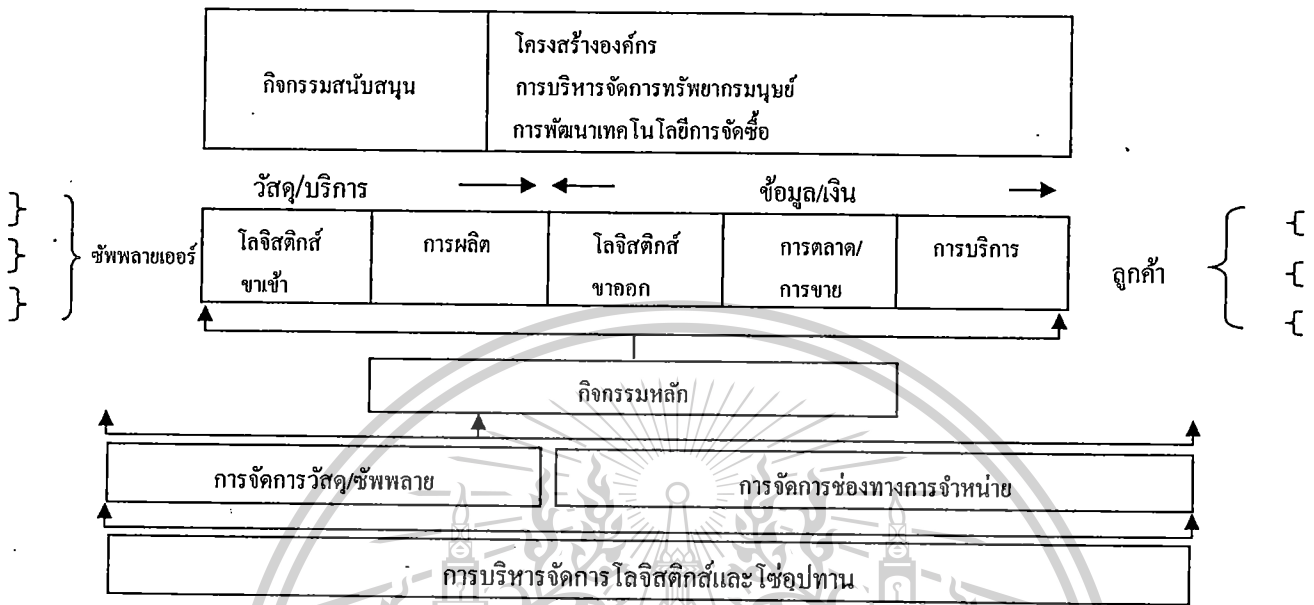 โครงสร้างองค์กร
กิจกรรมสนับสนุน
การบริหารจัดการทรัพยากรมนุษย์
การพัฒนาเทคโนโลยีการจัดซื้อ
วัสดุ/บริการ
ข้อมูล/เงิน
ซัพพลายเออร์
โลจิสติกส์
ขาเข้า
การผลิต
โลจิสติกส์
ขาออก
การตลาด/
การขาย
การบริการ
ลูกค้า
กิจกรรมหลัก
การจัดการวัสดุ/ซัพพลาย
การจัดการช่องทางการจำหน่าย
การบริหารจัดการโลจิสติกส์และโซ่อุปทาน